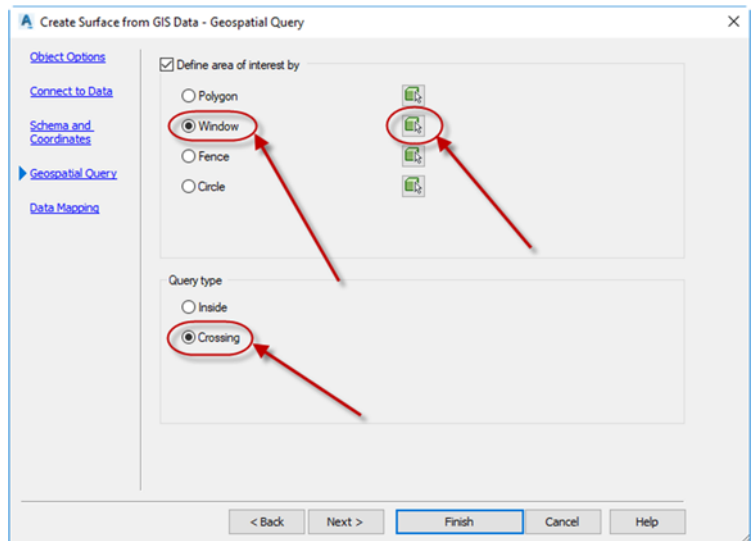 Create Surface from GIS Data - Geospatial Query
Object Options
Connect to Data
Schema and
Coordinates
Geospatial Query
Data Mapping
Define area of interest by
Polygon
Window
Fence
Circle
Query type
Inside
Crossing
< Back
Next >
Finish
Cancel
Help